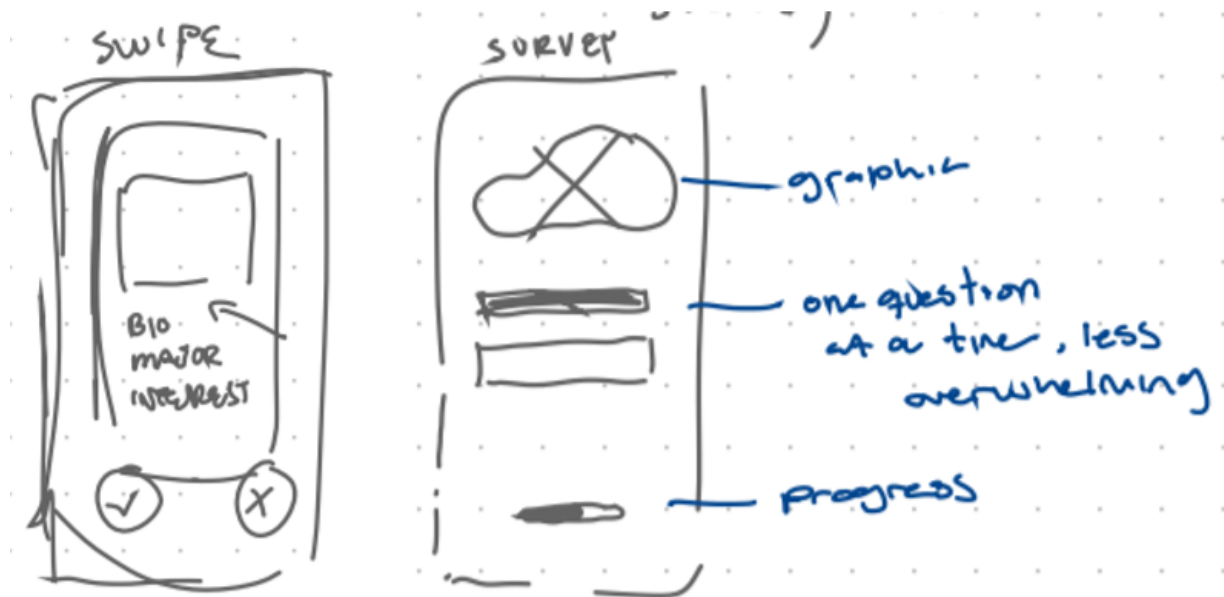 SWIPE
BIO
MAJOR
INTEREST
SURVEY
graphic
one question
at a time, less
overwhelming
progress